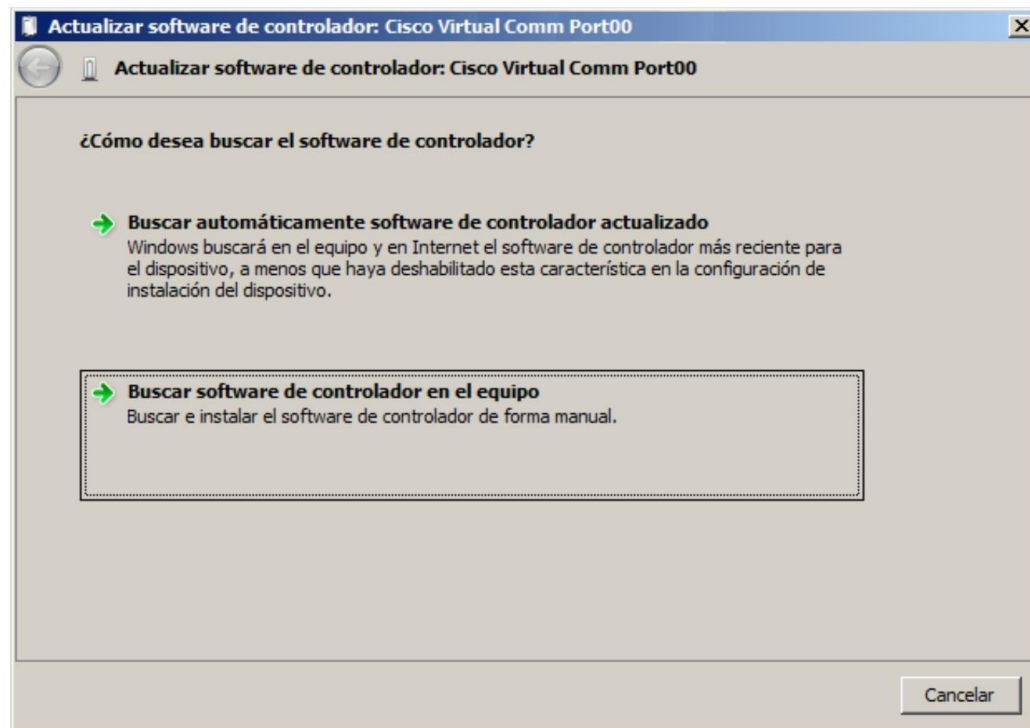 Actualizar software de controlador: Cisco Virtual Comm Port00
Actualizar software de controlador: Cisco Virtual Comm Port00
¿Cómo desea buscar el software de controlador?
Buscar automáticamente software de controlador actualizado
Windows buscará en el equipo y en Internet el software de controlador más reciente para
el dispositivo, a menos que haya deshabilitado esta característica en la configuración de
instalación del dispositivo.
Buscar software de controlador en el equipo
Buscar e instalar el software de controlador de forma manual.
Cancelar